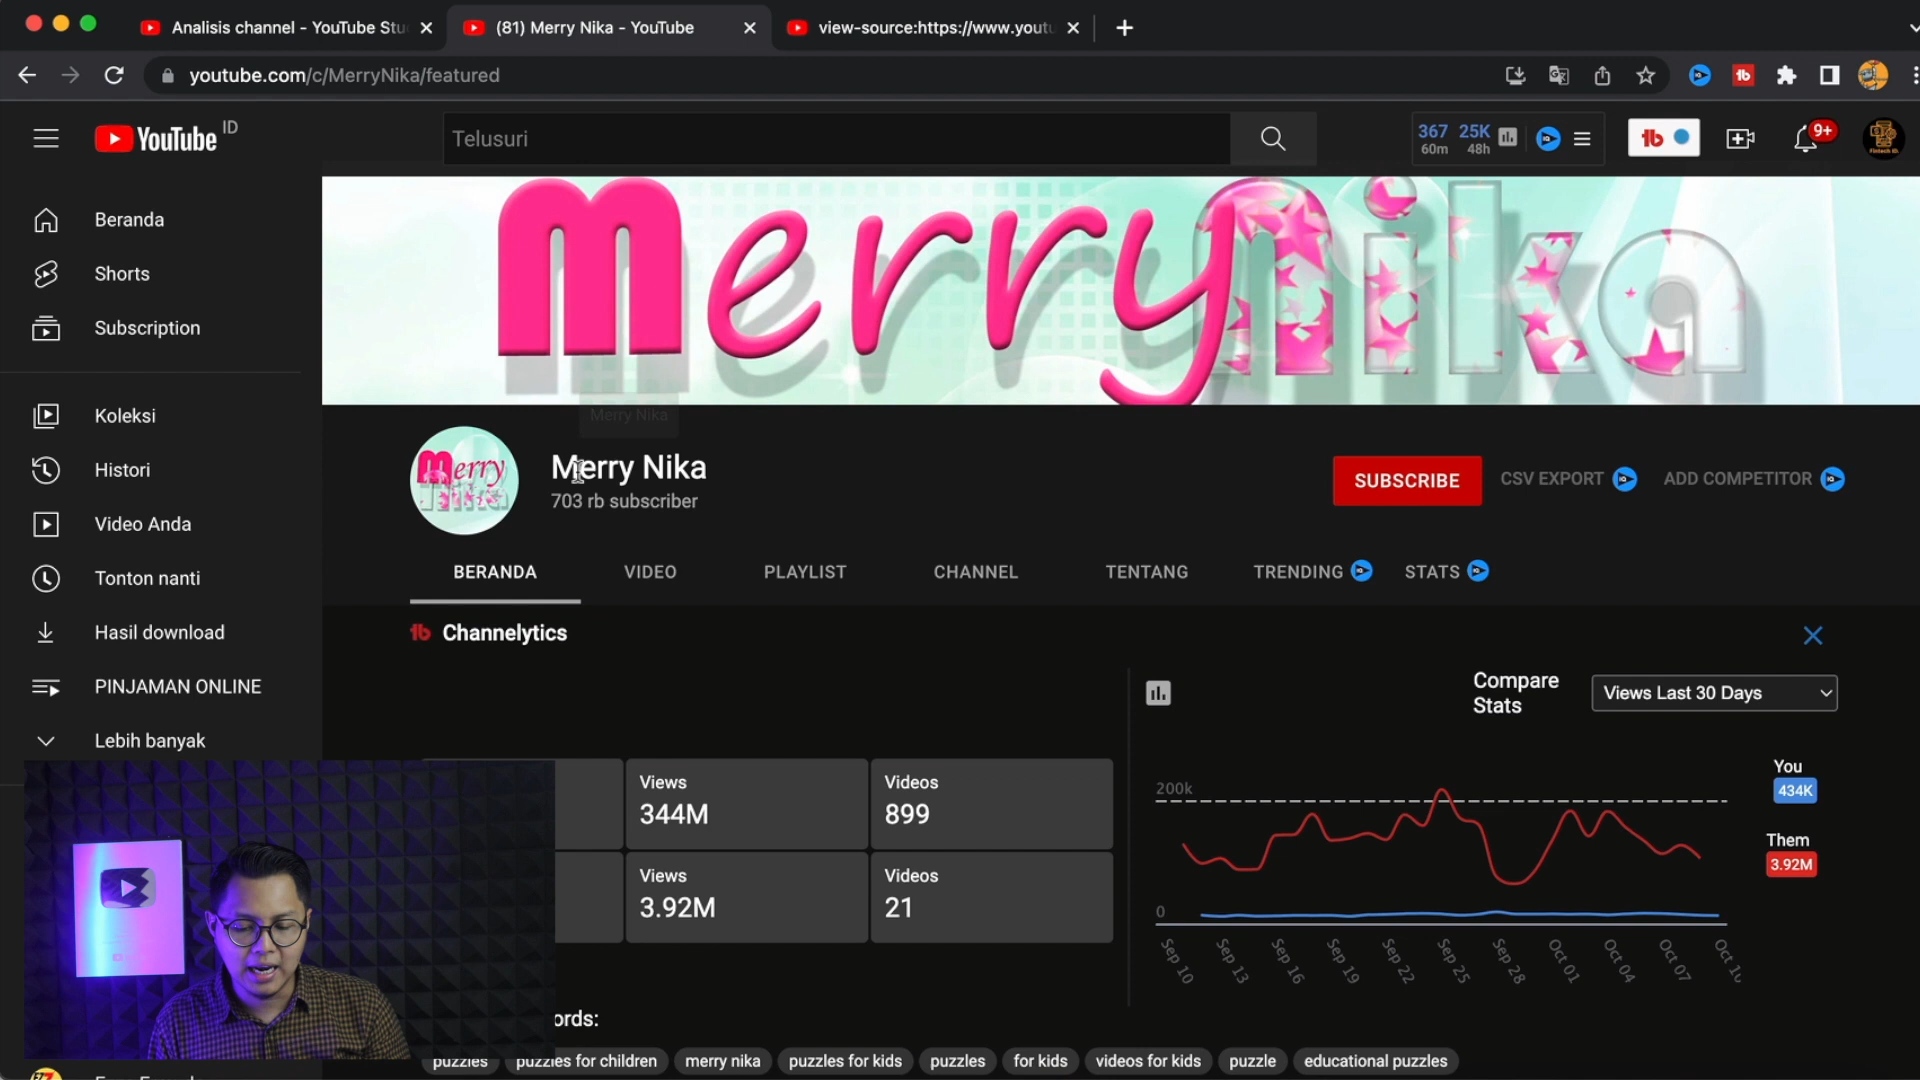 Analisis channel - YouTube Stu
(81) Merry Nika - YouTube
view-source:https://www.yout
youtube.com/c/MerryNika/featured
YouTube ID
Telusuri
367 25K
60m 48h
9+
Beranda
Shorts
Subscription
Koleksi
Histori
Video Anda
Tonton nanti
Hasil download
PINJAMAN ONLINE
Lebih banyak
Merry Nika
Merry Nika
Merry Nika
Merry Nika
703 rb subscriber
SUBSCRIBE
CSV EXPORT
ADD COMPETITOR
BERANDA
VIDEO
PLAYLIST
CHANNEL
TENTANG
TRENDING
STATS
Channelytics
Compare
Stats
Views Last 30 Days
Views
344M
Videos
899
Views
3.92M
Videos
21
You
434K
Them
3.92M
200k
0
Sep 10
Sep 13
Sep 16
Sep 19
Sep 22
Sep 25
Sep 28
Oct 01
Oct 04
Oct 07
ords:
puzzles
puzzles for children
merry nika
puzzles for kids
puzzles
for kids
videos for kids
puzzle
educational puzzles